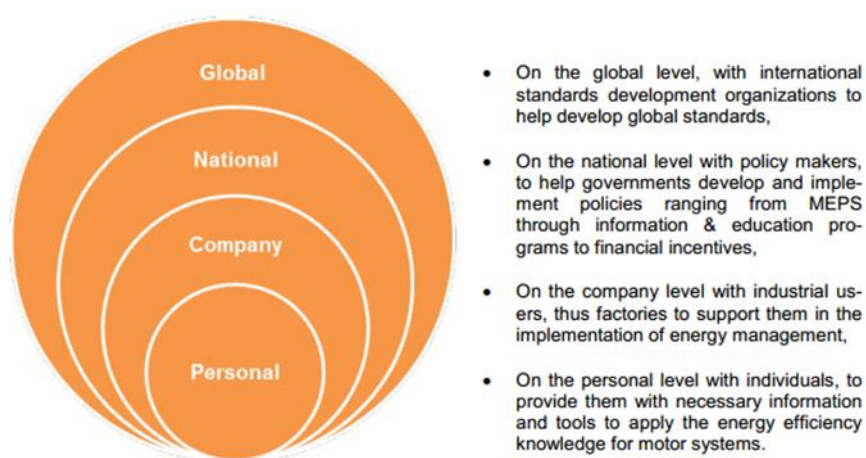 Global
National
Company
Personal
• On the global level, with international
standards development organizations to
help develop global standards,
• On the national level with policy makers,
to help governments develop and imple-
ment policies ranging from MEPS
through information & education pro-
grams to financial incentives,
• On the company level with industrial us-
ers, thus factories to support them in the
implementation of energy management,
• On the personal level with individuals, to
provide them with necessary information
and tools to apply the energy efficiency
knowledge for motor systems.